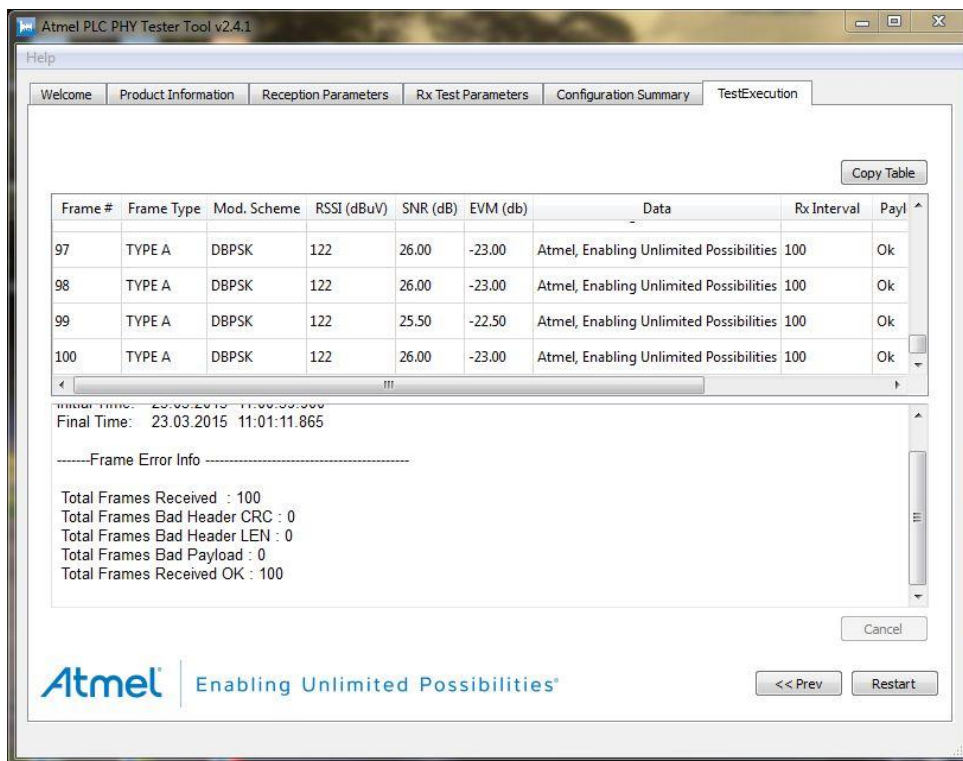 Atmel PLC PHY Tester Tool v2.4.1
Help
Welcome Product Information Reception Parameters Rx Test Parameters Configuration Summary TestExecution
Copy Table
Frame # Frame Type Mod. Scheme RSSI (dBuV) SNR (dB) EVM (db) Data Rx Interval Payl
97 TYPE A DBPSK 122 26.00 -23.00 Atmel, Enabling Unlimited Possibilities 100 Ok
98 TYPE A DBPSK 122 26.00 -23.00 Atmel, Enabling Unlimited Possibilities 100 Ok
99 TYPE A DBPSK 122 25.50 -22.50 Atmel, Enabling Unlimited Possibilities 100 Ok
100 TYPE A DBPSK 122 26.00 -23.00 Atmel, Enabling Unlimited Possibilities 100 Ok
Final Time: 23.03.2015 11:01:11.865
-------Frame Error Info --------------------------------------------
Total Frames Received : 100
Total Frames Bad Header CRC : 0
Total Frames Bad Header LEN : 0
Total Frames Bad Payload : 0
Total Frames Received OK : 100
Cancel
Atmel Enabling Unlimited Possibilities®
<< Prev Restart